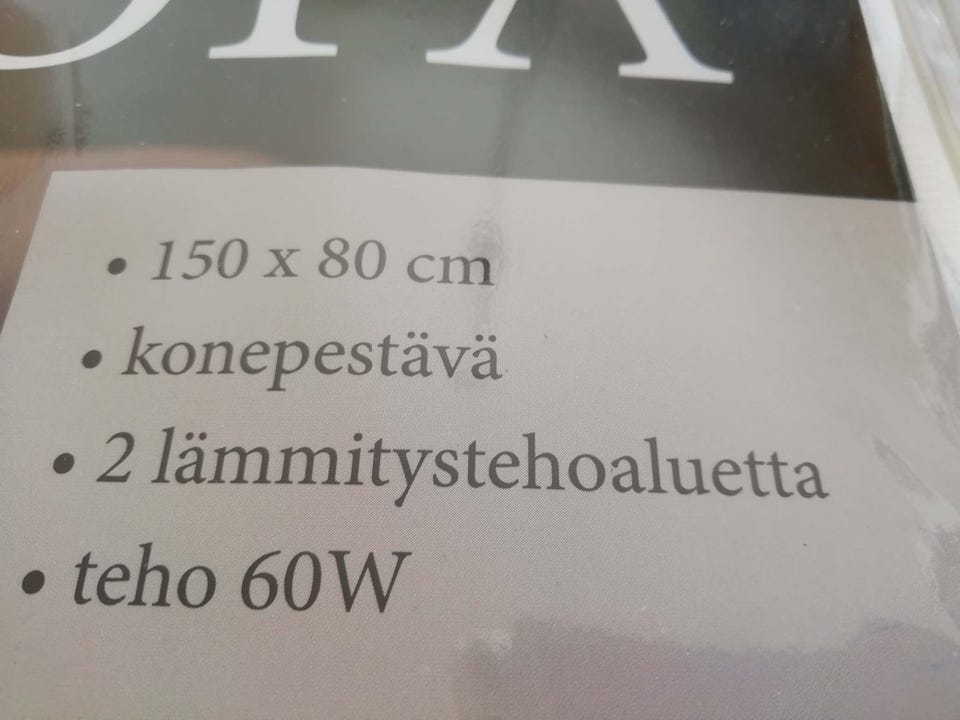 • 150 x 80 cm
• konepestävä
• 2 lämmitystehoaluetta
• teho 60W